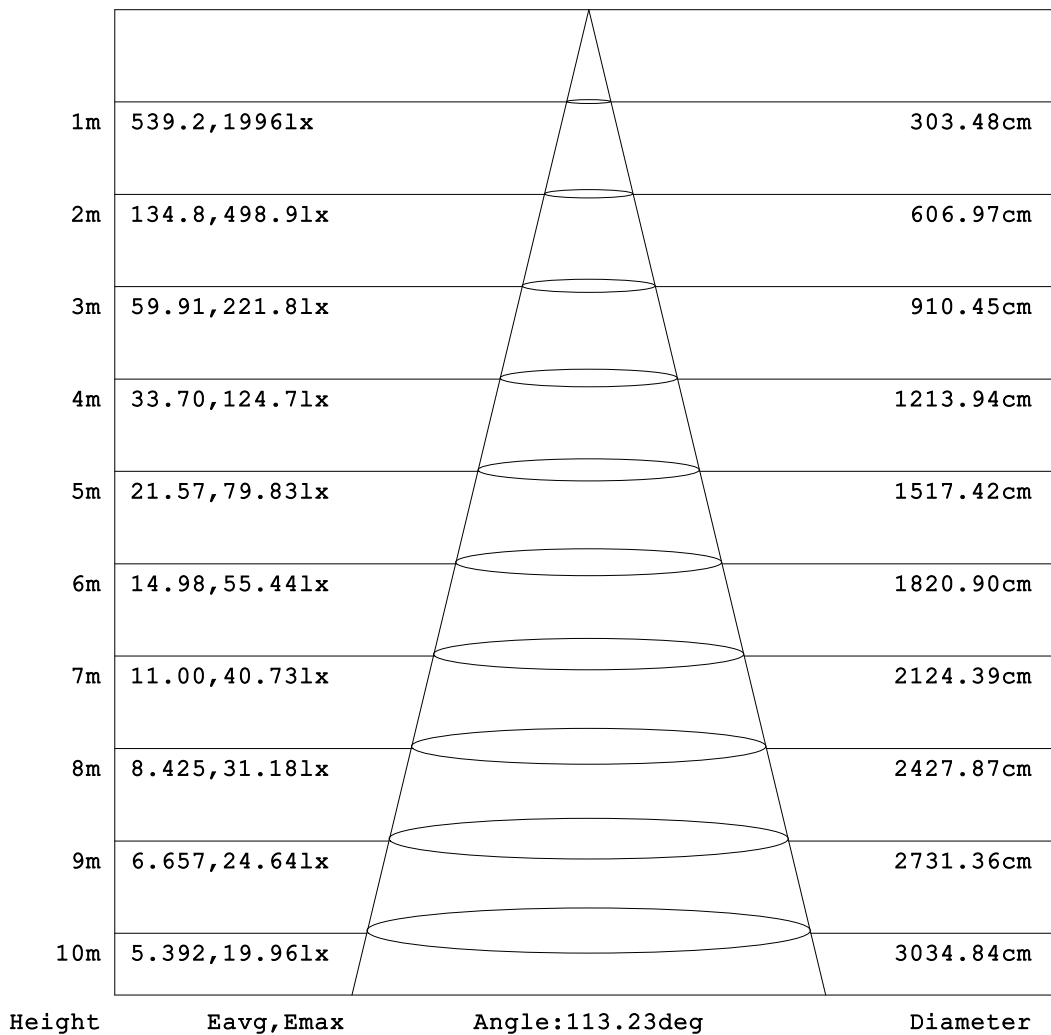 1m 539.2,1996lx 303.48cm
2m 134.8,498.9lx 606.97cm
3m 59.91,221.8lx 910.45cm
4m 33.70,124.7lx 1213.94cm
5m 21.57,79.83lx 1517.42cm
6m 14.98,55.44lx 1820.90cm
7m 11.00,40.73lx 2124.39cm
8m 8.425,31.18lx 2427.87cm
9m 6.657,24.64lx 2731.36cm
10m 5.392,19.96lx 3034.84cm
Height Eavg,Emax Angle:113.23deg Diameter